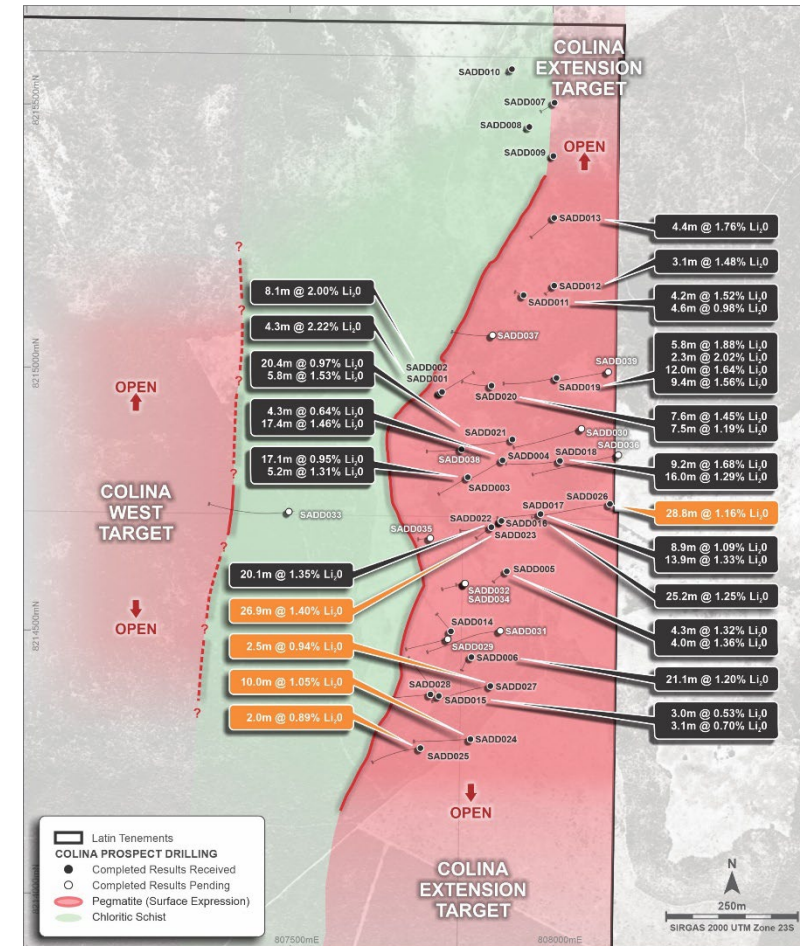 COLINA
EXTENSION
TARGET
SADD010
SADD007
SADD008
SADD009
OPEN
8215500mN
SADD013
4.4m @ 1.76% Li₂0
?
SADD012
3.1m @ 1.48% Li₂0
SADD011
4.2m @ 1.52% Li₂0
4.6m @ 0.98% Li₂0
8.1m @ 2.00% Li₂0
4.3m @ 2.22% Li₂0
SADD037
20.4m @ 0.97% Li₂0
5.8m @ 1.53% Li₂0
SADD002
SADD001
SADD039
SADD019
5.8m @ 1.88% Li₂0
2.3m @ 2.02% Li₂0
12.0m @ 1.64% Li₂0
9.4m @ 1.56% Li₂0
8215000mN
?
OPEN
SADD020
7.6m @ 1.45% Li₂0
7.5m @ 1.19% Li₂0
4.3m @ 0.64% Li₂0
17.4m @ 1.46% Li₂0
SADD021
SADD030
SADD036
SADD038
SADD004
SADD018
9.2m @ 1.68% Li₂0
16.0m @ 1.29% Li₂0
17.1m @ 0.95% Li₂0
5.2m @ 1.31% Li₂0
?
SADD003
COLINA
WEST
TARGET
SADD033
SADD026
28.8m @ 1.16% Li₂0
SADD017
SADD022
SADD016
SADD023
SADD035
8.9m @ 1.09% Li₂0
13.9m @ 1.33% Li₂0
?
20.1m @ 1.35% Li₂0
SADD005
25.2m @ 1.25% Li₂0
SADD032
SADD034
26.9m @ 1.40% Li₂0
OPEN
?
8214500mN
SADD014
SADD031
SADD029
4.3m @ 1.32% Li₂0
4.0m @ 1.36% Li₂0
2.5m @ 0.94% Li₂0
SADD006
21.1m @ 1.20% Li₂0
10.0m @ 1.05% Li₂0
SADD028
SADD027
SADD015
3.0m @ 0.53% Li₂0
3.1m @ 0.70% Li₂0
2.0m @ 0.89% Li₂0
?
SADD024
SADD025
OPEN
Latin Tenements
COLINA PROSPECT DRILLING
Completed Results Received
Completed Results Pending
Pegmatite (Surface Expression)
Chloritic Schist
COLINA
EXTENSION
TARGET
N
250m
SIRGAS 2000 UTM Zone 23S
807500mE
808000mE